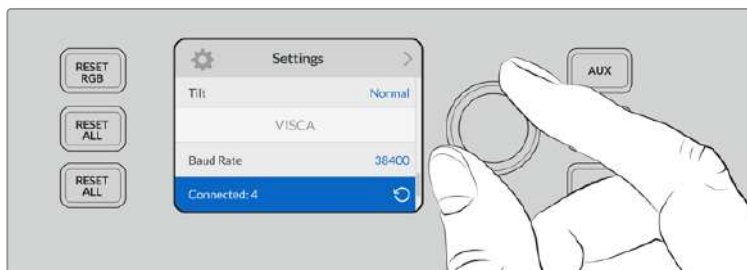 RESET
RGB
RESET
ALL
RESET
ALL
Settings
Tilt Normal
VISCA
Baud Rate 38400
Connected: 4
AUX